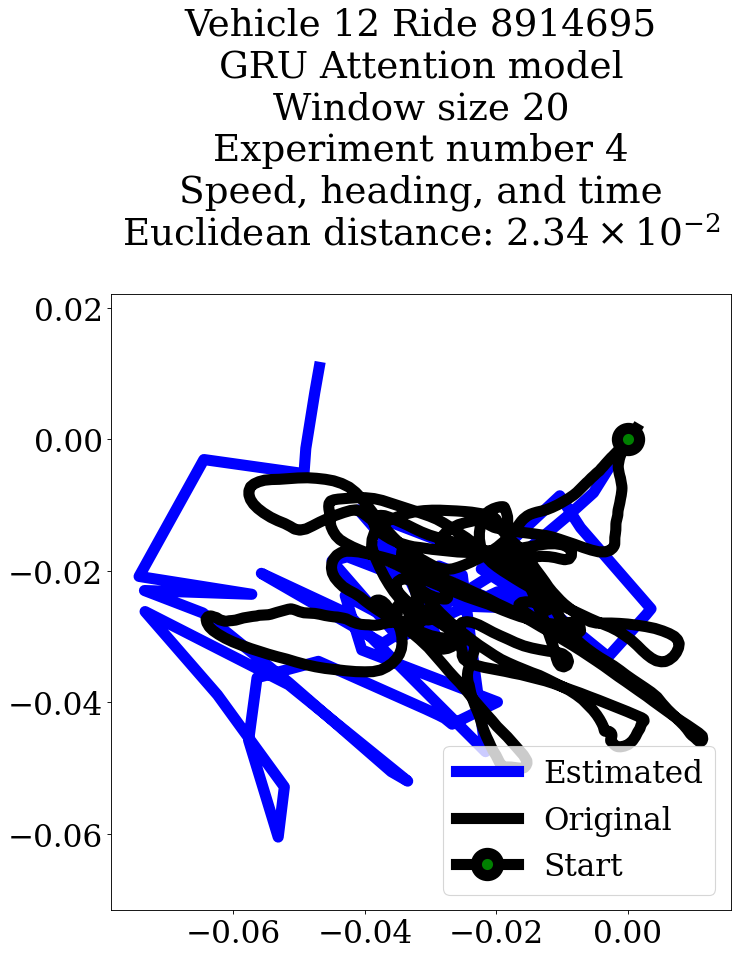 Vehicle 12 Ride 8914695
GRU Attention model
Window size 20
Experiment number 4
Speed, heading, and time
Euclidean distance: 2.34 × 10⁻²
0.02
0.00
−0.02
−0.04
−0.06
Estimated
Original
Start
−0.06 −0.04 −0.02 0.00